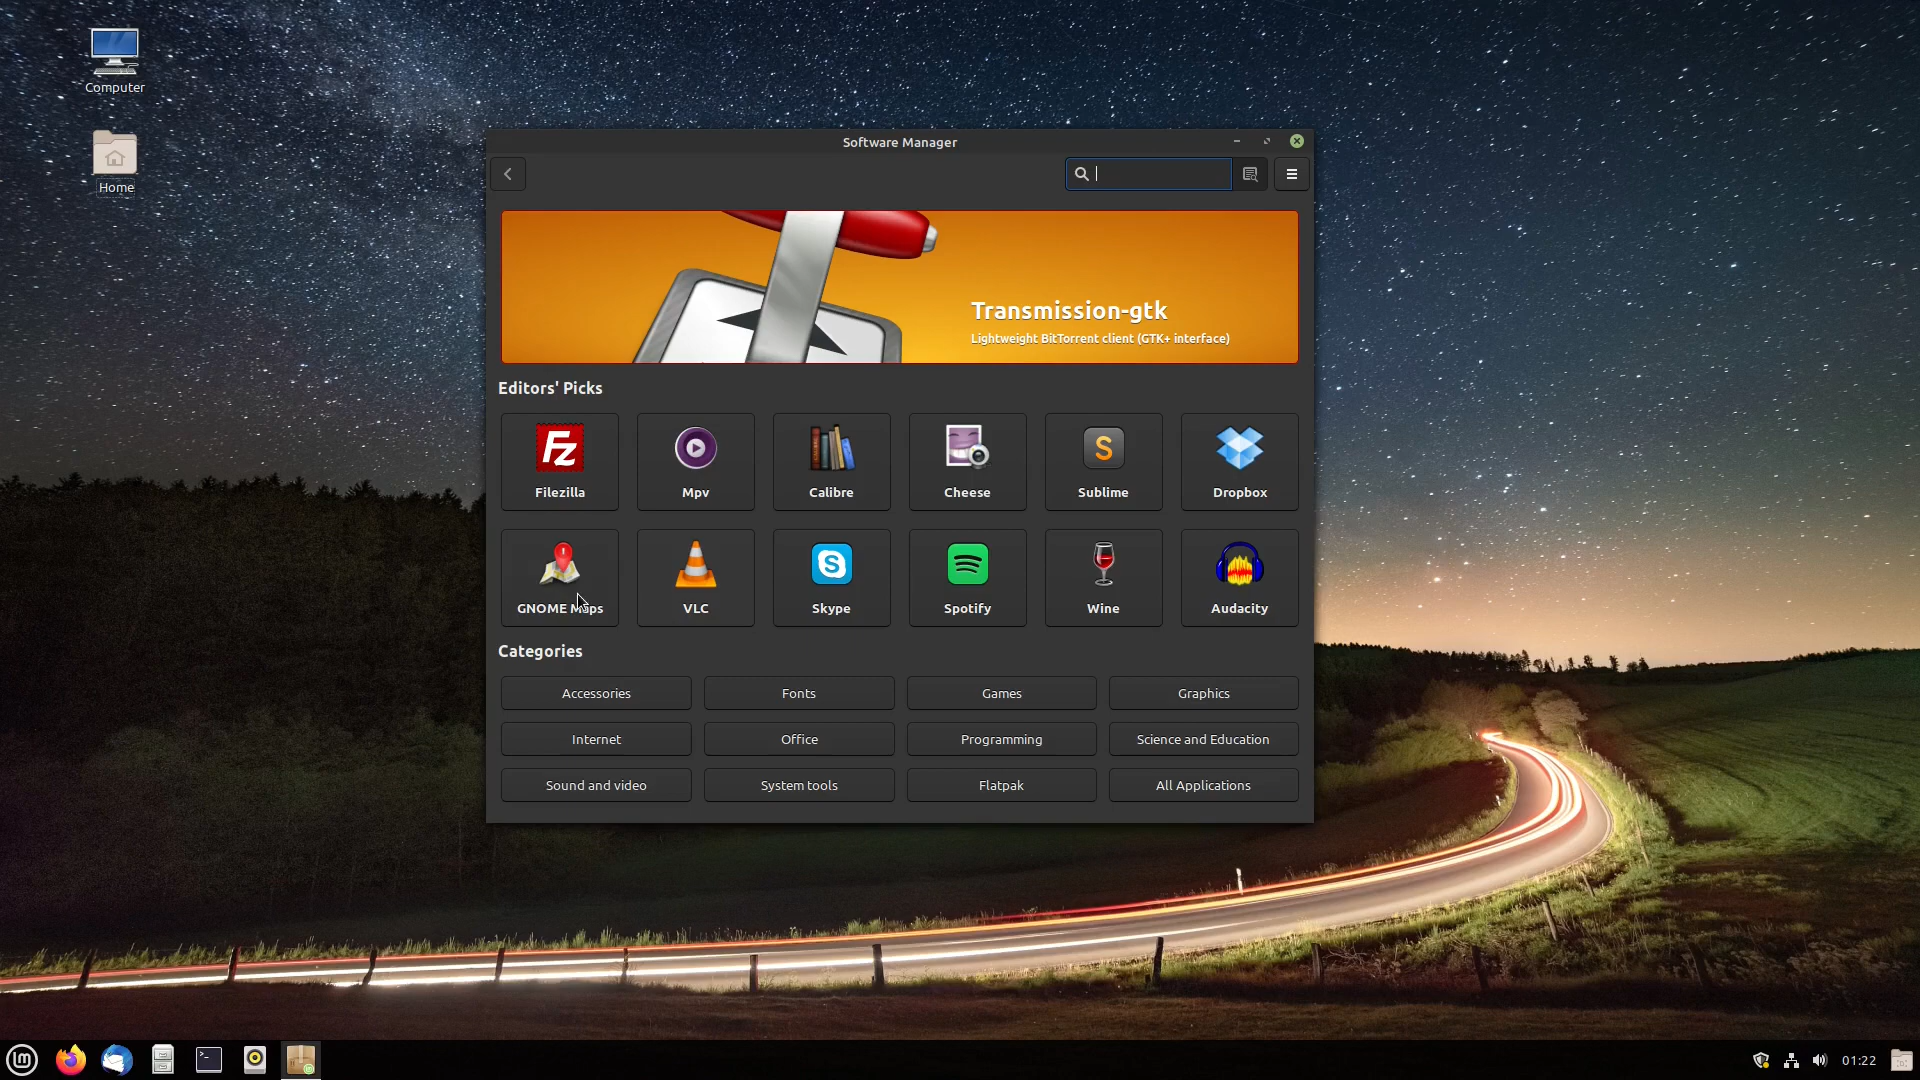 Computer
Home
Software Manager
Transmission-gtk
Lightweight BitTorrent client (GTK+ interface)
Editors' Picks
Fz
S
Filezilla
Mpv
Calibre
Cheese
Sublime
Dropbox
S
GNOME Maps
VLC
Skype
Spotify
Wine
Audacity
Categories
Accessories
Fonts
Games
Graphics
Internet
Office
Programming
Science and Education
Sound and video
System tools
Flatpak
All Applications
01:22